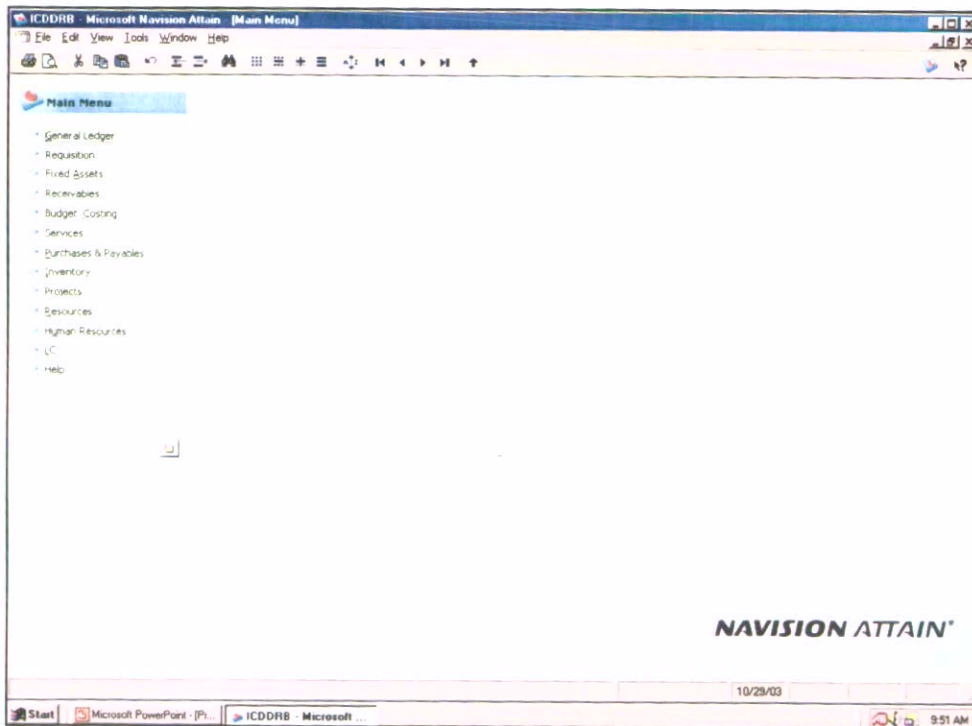 ICDDRB - Microsoft Navision Attain - [Main Menu]
File Edit View Tools Window Help
Main Menu
General Ledger
Requisition
Fixed Assets
Receivables
Budget Costing
Services
Purchases & Payables
Inventory
Projects
Resources
Human Resources
LC
Help
NAVISION ATTAIN
10/29/03
Start Microsoft PowerPoint - [Pr... ICDDRB - Microsoft ... 9:51 AM